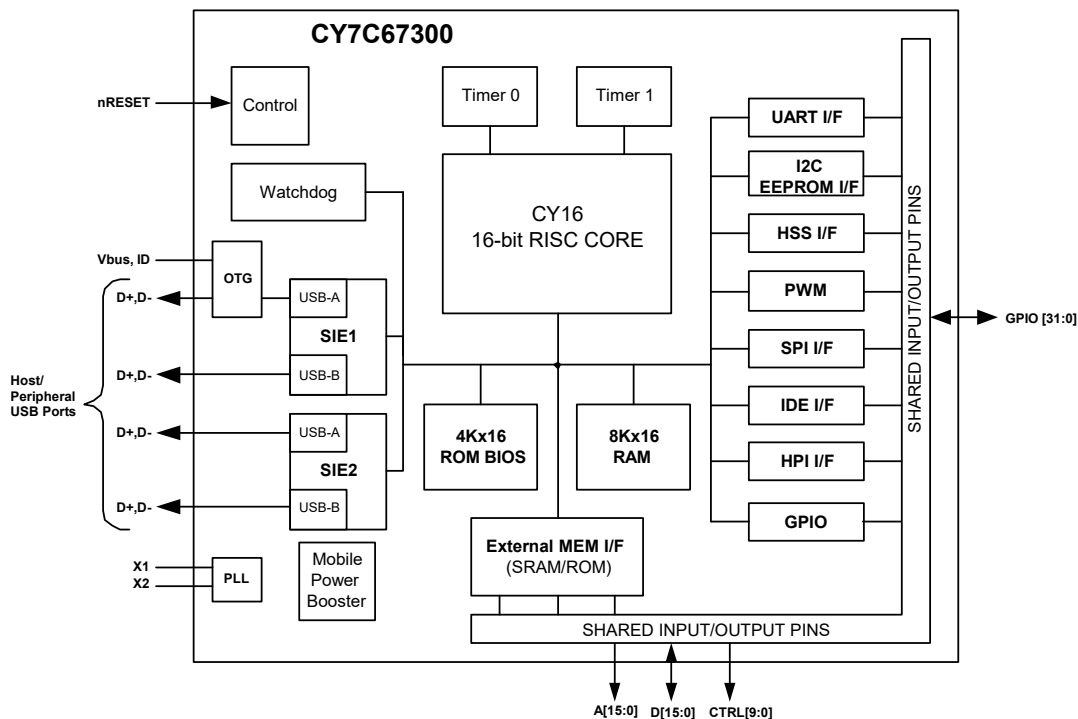 CY7C67300
nRESET
Control
Timer 0
Timer 1
UART I/F
I2C
EEPROM I/F
HSS I/F
PWM
SPI I/F
IDE I/F
HPI I/F
GPIO
SHARED INPUT/OUTPUT PINS
GPIO [31:0]
Watchdog
CY16
16-bit RISC CORE
Vbus, ID
OTG
D+,D-
USB-A
SIE1
D+,D-
USB-B
Host/
Peripheral
USB Ports
D+,D-
USB-A
SIE2
D+,D-
USB-B
4Kx16
ROM BIOS
8Kx16
RAM
External MEM I/F
(SRAM/ROM)
X1
X2
PLL
Mobile
Power
Booster
SHARED INPUT/OUTPUT PINS
A[15:0]
D[15:0]
CTRL[9:0]